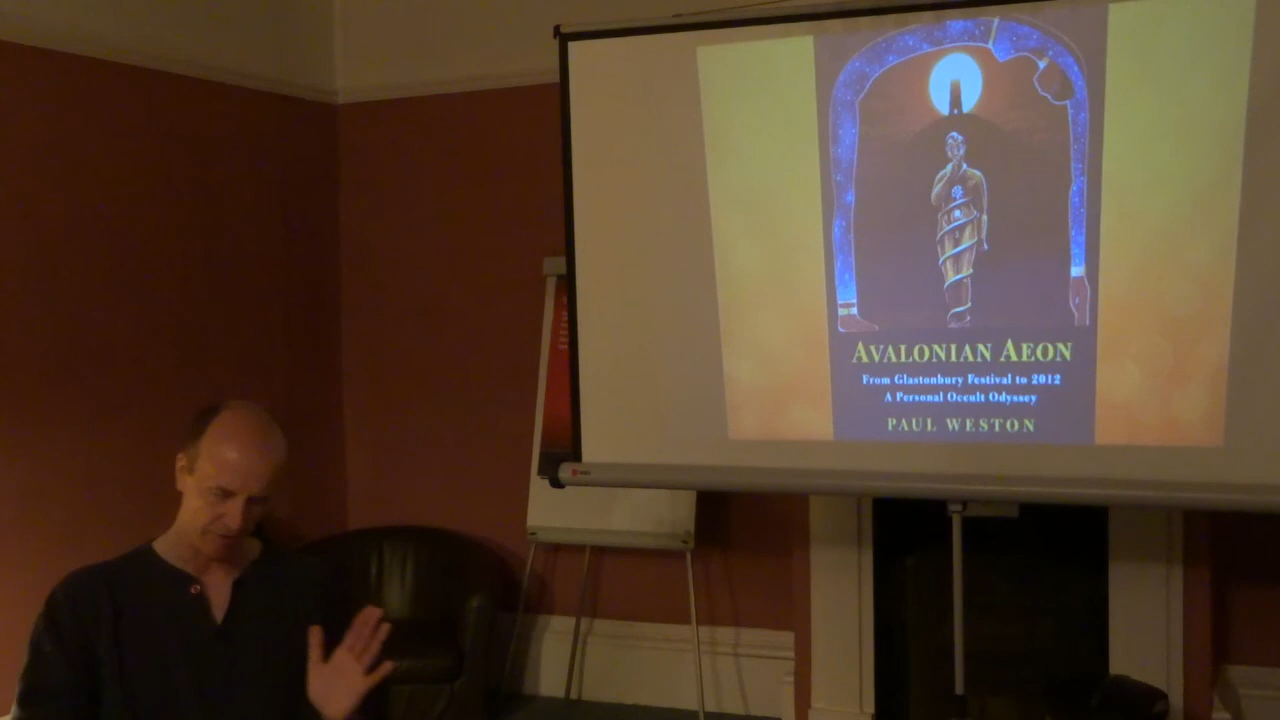 AVALONIAN AEON
From Glastonbury Festival to 2012
A Personal Occult Odyssey
PAUL WESTON